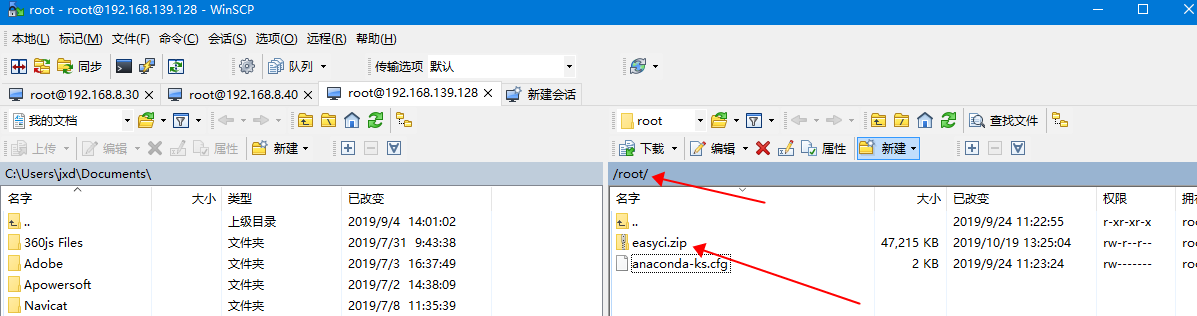 root - root@192.168.139.128 - WinSCP
本地(L) 标记(M) 文件(F) 命令(C) 会话(S) 选项(O) 远程(R) 帮助(H)
同步 队列 传输选项 默认
root@192.168.8.30 root@192.168.8.40 root@192.168.139.128 新建会话
我的文档 root 查找文件
上传 编辑 属性 新建 下载 编辑 属性 新建
C:\Users\jxd\Documents\ /root/
名字 大小 类型 已改变 名字 大小 已改变 权限 拥有
.. 上级目录 2019/9/4 14:01:02 .. 2019/9/24 11:22:55 r-xr-xr-x root
360js Files 文件夹 2019/7/31 9:43:38 easyci.zip 47,215 KB 2019/10/19 13:25:04 rw-r--r-- root
Adobe 文件夹 2019/7/3 16:37:49 anaconda-ks.cfg 2 KB 2019/9/24 11:23:24 rw------- root
Apowersoft 文件夹 2019/7/2 14:38:09
Navicat 文件夹 2019/7/8 11:35:39